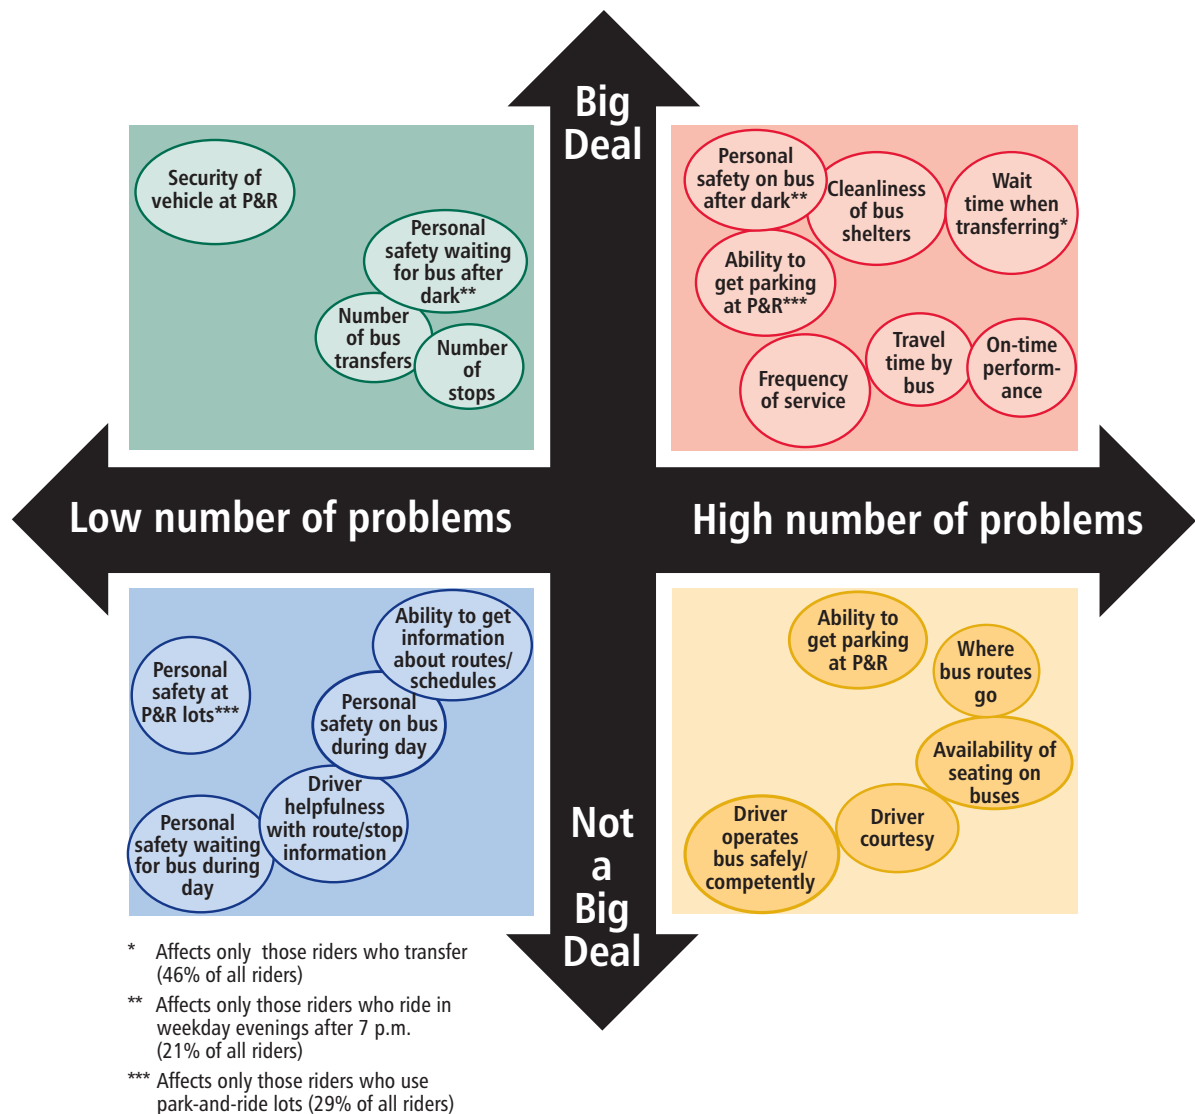 Big
Deal
Security of
vehicle at P&R
Personal
safety waiting
for bus after
dark**
Number
of bus
transfers
Number
of
stops
Personal
safety on bus
after dark**
Cleanliness
of bus
shelters
Wait
time when
transferring*
Ability to
get parking
at P&R***
Frequency
of service
Travel
time by
bus
On-time
perform-
ance
Low number of problems
High number of problems
Ability to get
information
about routes/
schedules
Personal
safety at
P&R lots***
Personal
safety on bus
during day
Driver
helpfulness
with route/stop
information
Personal
safety waiting
for bus during
day
Ability to
get parking
at P&R
Where
bus routes
go
Availability of
seating on
buses
Driver
courtesy
Driver
operates
bus safely/
competently
Not
a
Big
Deal
* Affects only those riders who transfer
(46% of all riders)
** Affects only those riders who ride in
weekday evenings after 7 p.m.
(21% of all riders)
*** Affects only those riders who use
park-and-ride lots (29% of all riders)